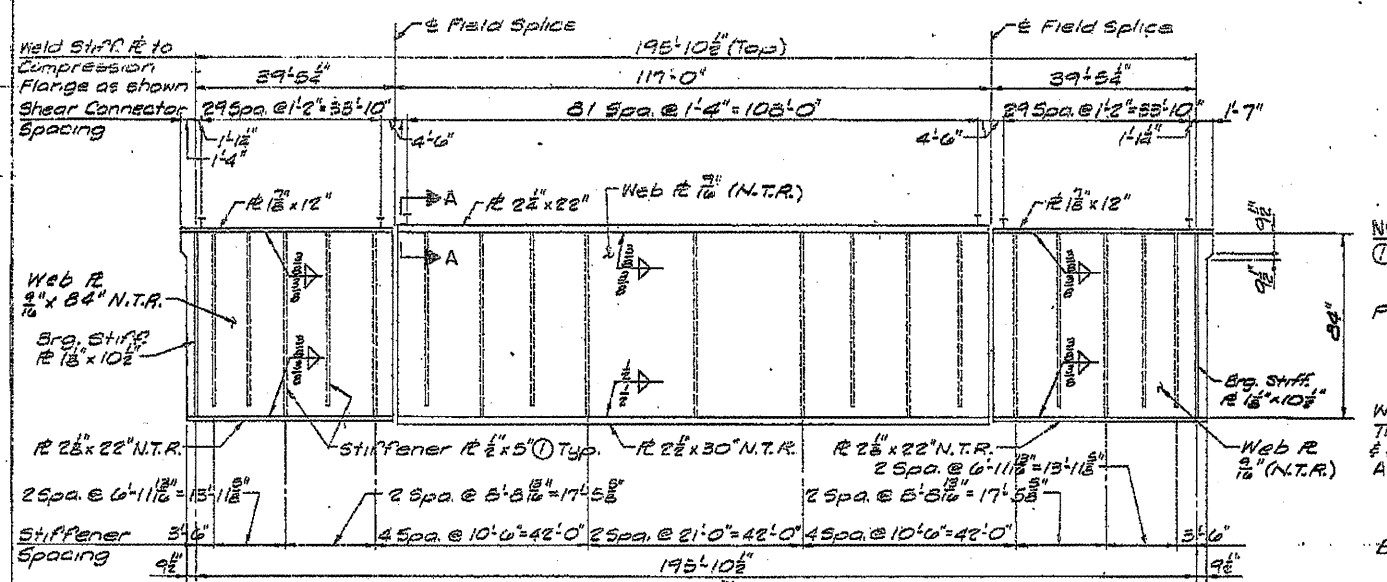 ₵ Field Splice
₵ Field Splice
Weld Stiff. ⅊ to
Compression
Flange as shown
195'-10½" (Top)
39'-5¼"
117'-0"
39'-5¼"
Shear Connector
Spacing
29 Spa. @ 1'-2" = 33'-10"
81 Spa. @ 1'-4" = 108'-0"
29 Spa. @ 1'-2" = 33'-10"
1'-7"
1'-1¼"
1'-4"
4'-6"
4'-6"
1'-1¼"
⅊ 1⅞" x 12"
A
⅊ 2¼" x 22"
Web ⅊ 9/16" (N.T.R.)
⅊ 1⅞" x 12"
9½"
A
9½"
Web ⅊
9/16" x 84" N.T.R.
84"
Brg. Stiff.
⅊ 1⅛" x 10½"
Brg. Stiff.
⅊ 1⅛" x 10½"
⅊ 2⅛" x 22" N.T.R.
Stiffener ⅊ ½" x 5" ① Typ.
⅊ 2½" x 30" N.T.R.
⅊ 2⅛" x 22" N.T.R.
Web ⅊
9/16" (N.T.R.)
2 Spa. @ 6'-11 13/16" = 13'-11⅝"
2 Spa. @ 6'-11 13/16" = 13'-11⅝"
2 Spa. @ 8'-8 13/16" = 17'-5⅝"
2 Spa. @ 8'-8 13/16" = 17'-5⅝"
Stiffener
Spacing
3'-6"
4 Spa. @ 10'-6" = 42'-0"
2 Spa. @ 21'-0" = 42'-0"
4 Spa. @ 10'-6" = 42'-0"
3'-6"
9½"
195'-10½"
9½"